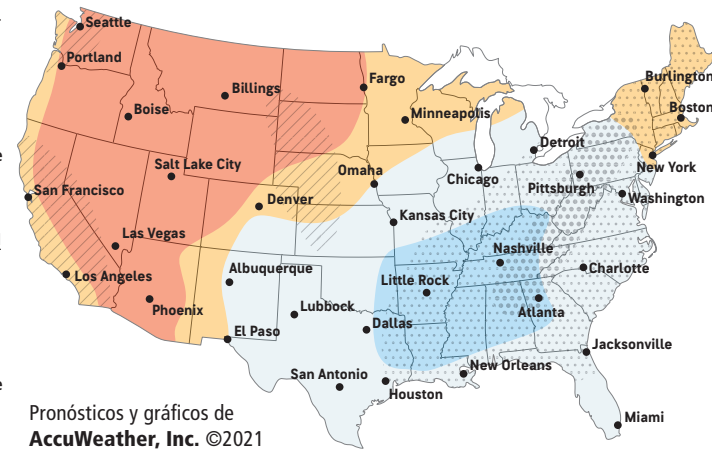 Seattle
Portland
Billings
Fargo
Burlington
Boise
Minneapolis
Boston
Detroit
Salt Lake City
Omaha
Chicago
New York
Pittsburgh
San Francisco
Denver
Washington
Kansas City
Las Vegas
Nashville
Los Angeles
Albuquerque
Little Rock
Charlotte
Phoenix
Lubbock
Atlanta
El Paso
Dallas
Jacksonville
San Antonio
New Orleans
Houston
Miami
Pronósticos y gráficos de
AccuWeather, Inc. ©2021